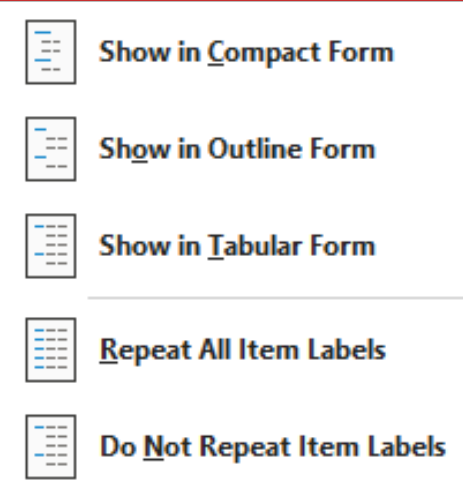 Show in Compact Form
Show in Outline Form
Show in Tabular Form
Repeat All Item Labels
Do Not Repeat Item Labels